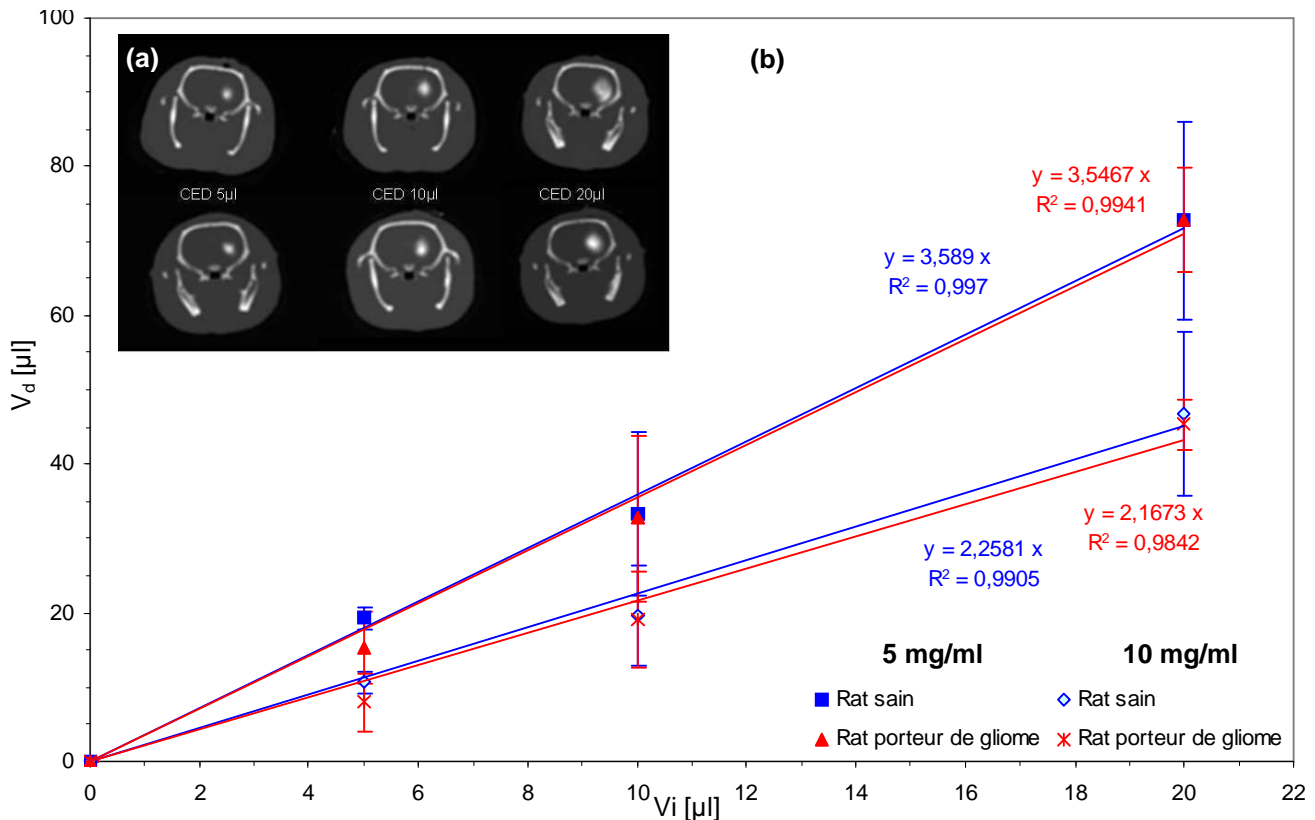 100
80
60
40
20
0
V_d [µl]
(a)
(b)
CED 5µl CED 10µl CED 20µl
y = 3,5467 x
R² = 0,9941
y = 3,589 x
R² = 0,997
y = 2,1673 x
R² = 0,9842
y = 2,2581 x
R² = 0,9905
5 mg/ml 10 mg/ml
Rat sain Rat sain
Rat porteur de gliome Rat porteur de gliome
0 2 4 6 8 10 12 14 16 18 20 22
Vi [µl]